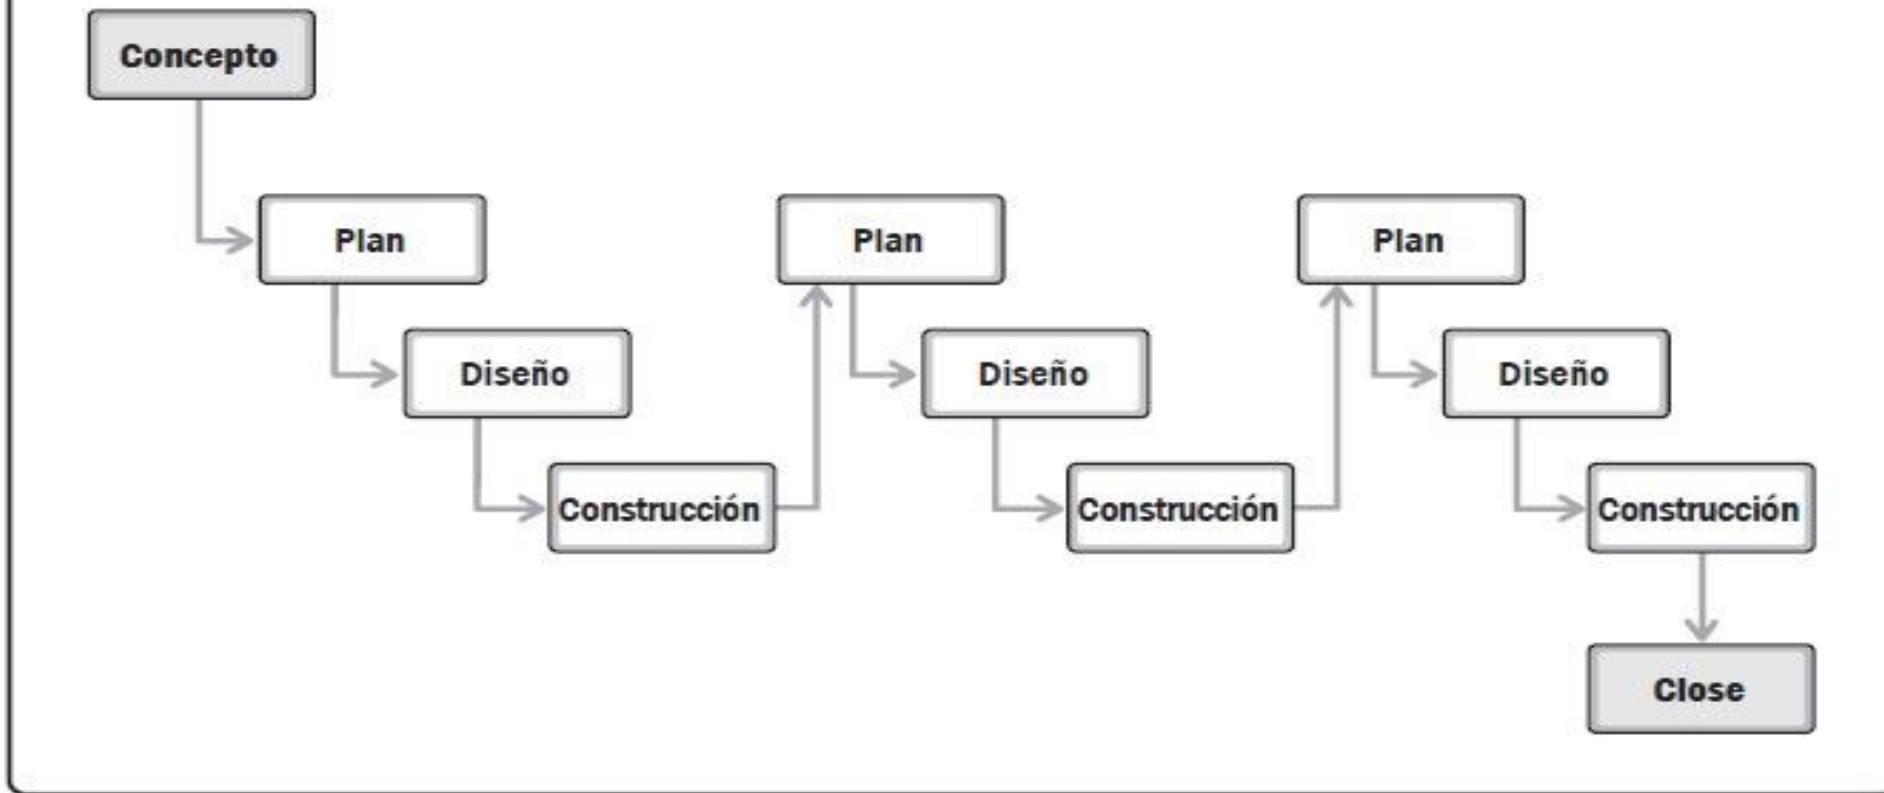 Concepto
Plan
Plan
Plan
Diseño
Diseño
Diseño
Construcción
Construcción
Construcción
Close